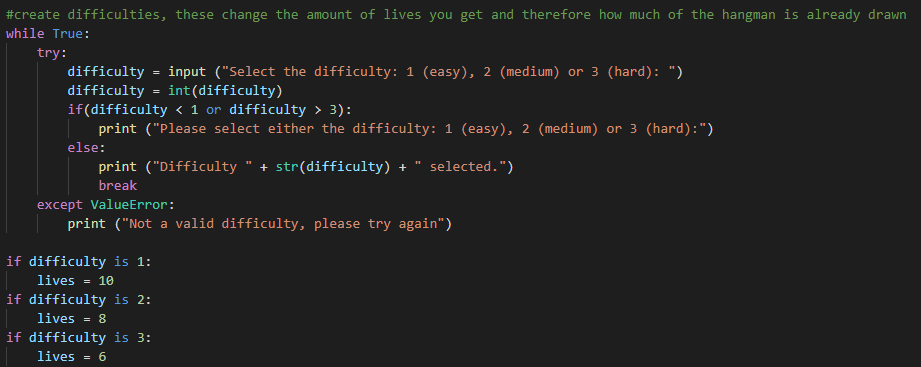 #create difficulties, these change the amount of lives you get and therefore how much of the hangman is already drawn
while True:
    try:
        difficulty = input ("Select the difficulty: 1 (easy), 2 (medium) or 3 (hard): ")
        difficulty = int(difficulty)
        if(difficulty < 1 or difficulty > 3):
            print ("Please select either the difficulty: 1 (easy), 2 (medium) or 3 (hard):")
        else:
            print ("Difficulty " + str(difficulty) + " selected.")
            break
    except ValueError:
        print ("Not a valid difficulty, please try again")

if difficulty is 1:
    lives = 10
if difficulty is 2:
    lives = 8
if difficulty is 3:
    lives = 6